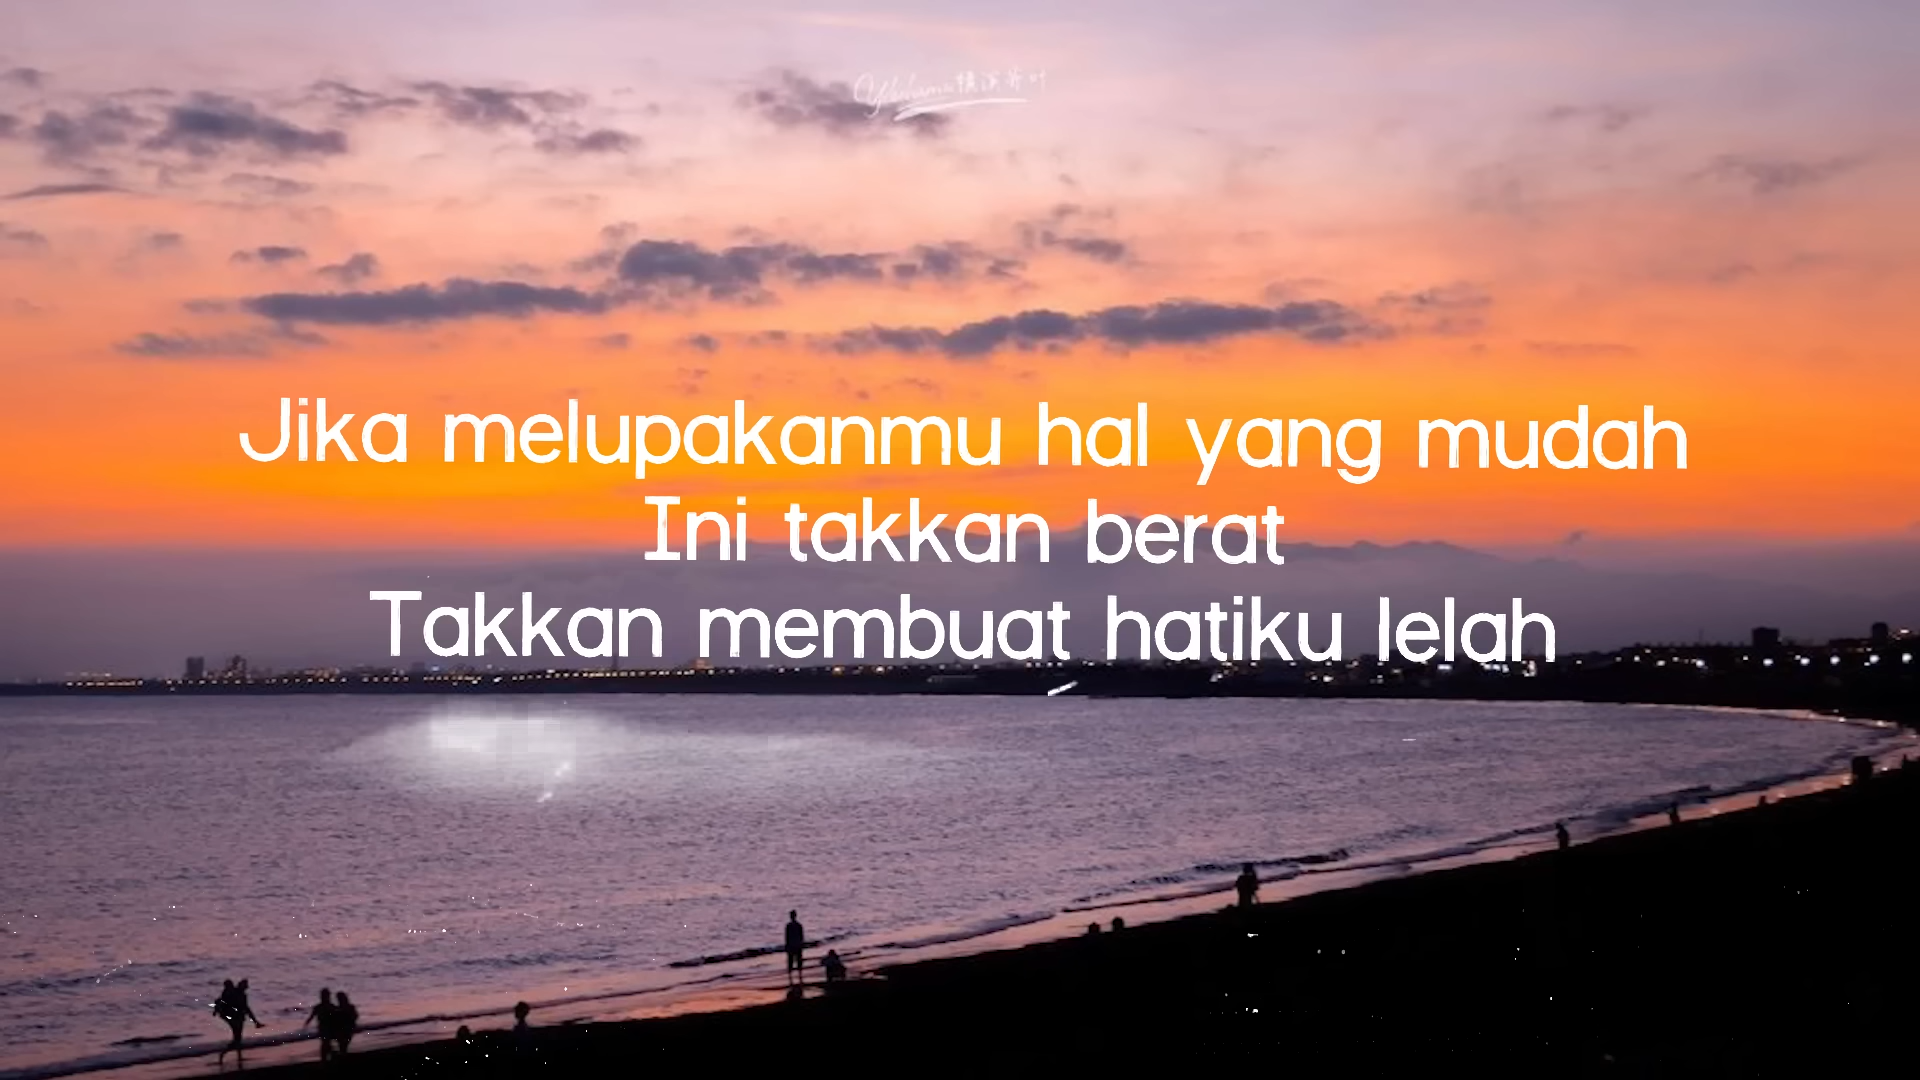 Jika melupakanmu hal yang mudah
Ini takkan berat
Takkan membuat hatiku lelah